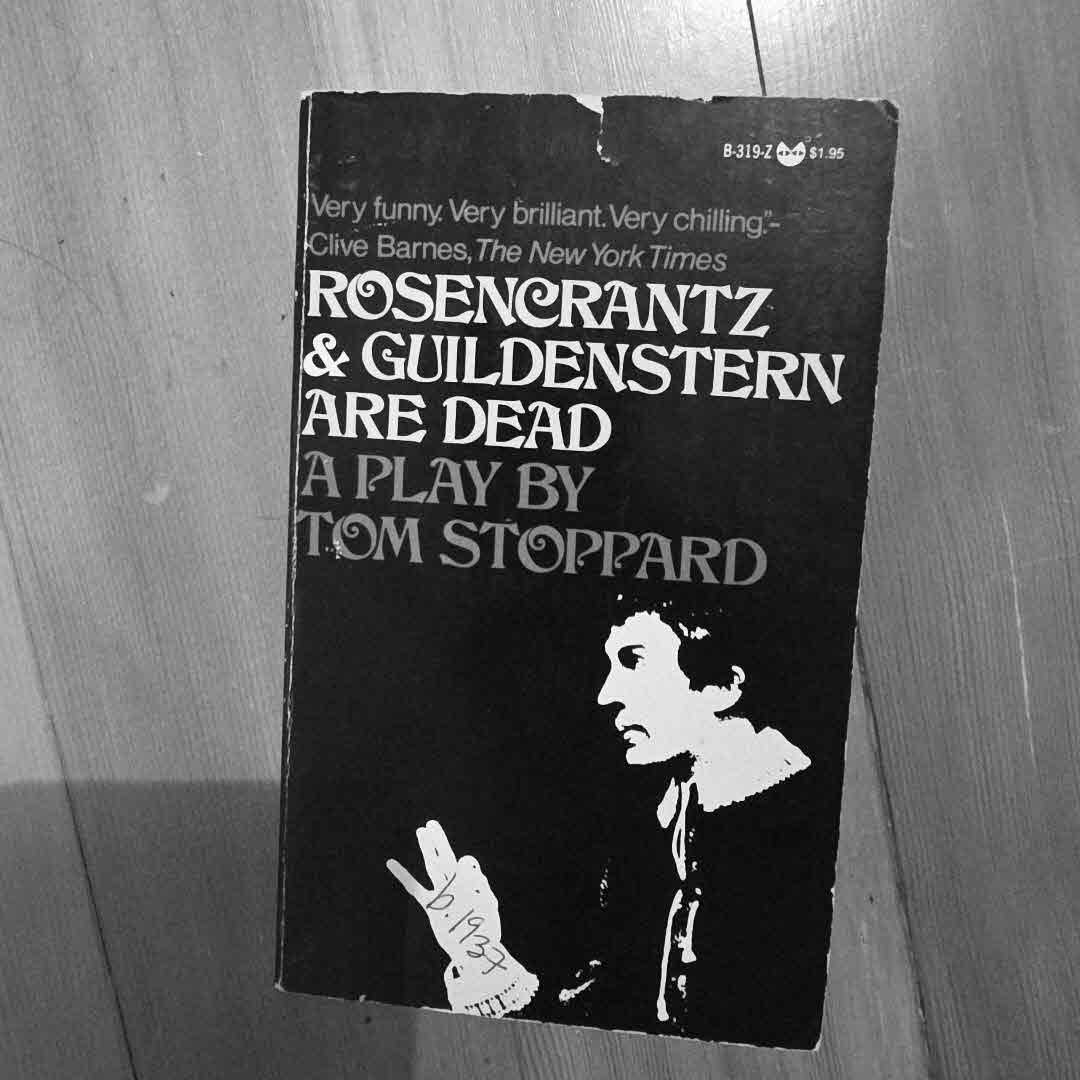 B-319-Z $1.95
"Very funny. Very brilliant. Very chilling."–
Clive Barnes, The New York Times
ROSENCRANTZ
& GUILDENSTERN
ARE DEAD
A PLAY BY
TOM STOPPARD
b. 1937